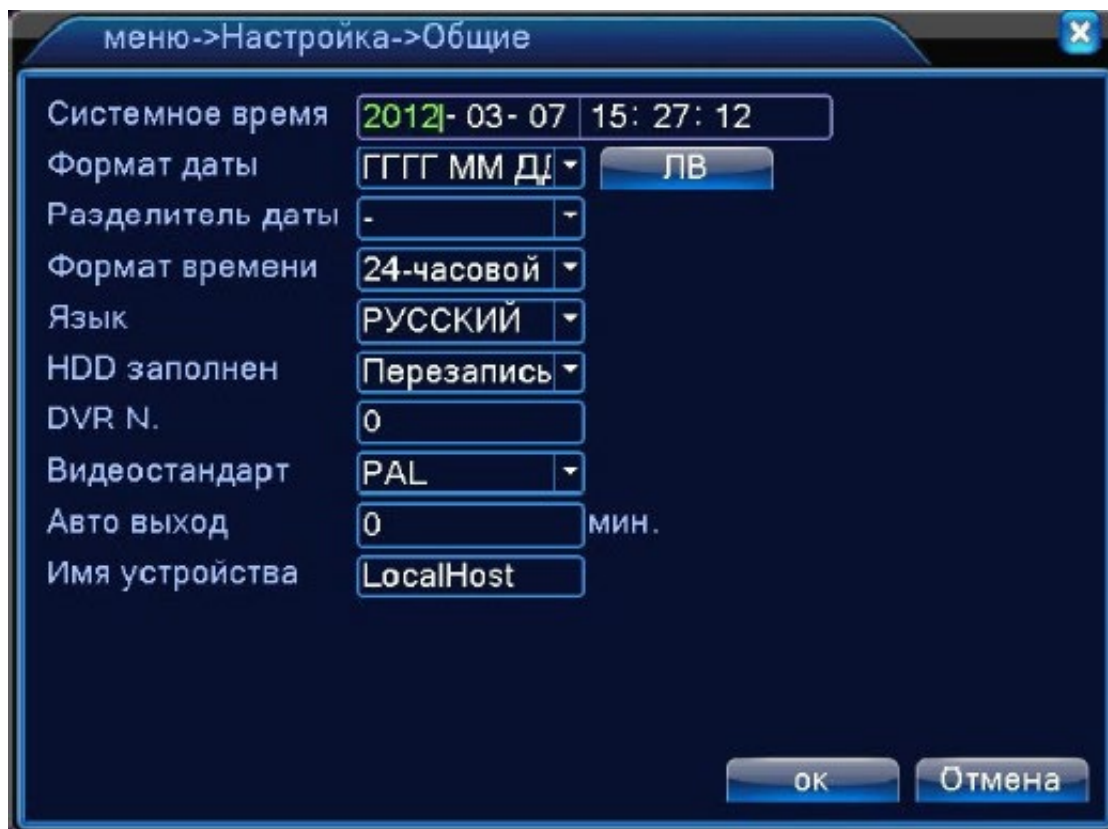 меню->Настройка->Общие
Системное время 2012-03-07 15:27:12
Формат даты ГГГГ ММ ДД ЛВ
Разделитель даты -
Формат времени 24-часовой
Язык РУССКИЙ
HDD заполнен Перезапись
DVR N. 0
Видеостандарт PAL
Авто выход 0 мин.
Имя устройства LocalHost
ок Отмена